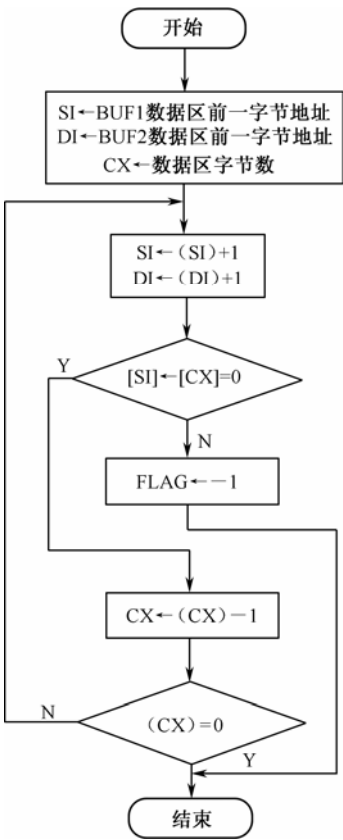 开始
SI←BUF1数据区前一字节地址
DI←BUF2数据区前一字节地址
CX←数据区字节数
SI←(SI)+1
DI←(DI)+1
Y
[SI]←[CX]=0
N
FLAG←−1
CX←(CX)−1
N
(CX)=0
Y
结束